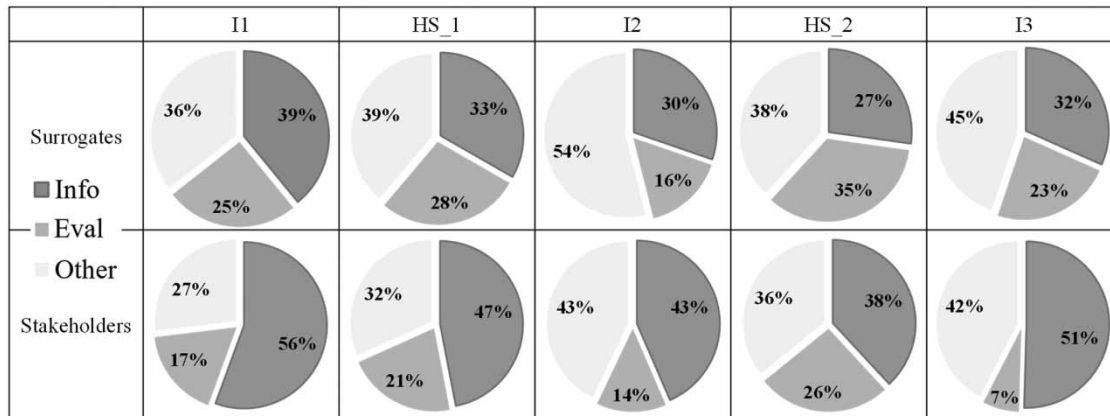 I1 HS_1 I2 HS_2 I3
36% 39% 39% 33% 30% 38% 27% 45% 32%
Surrogates
54%
Info
16% 35% 23%
25% 28%
Eval
Other
27% 32% 43% 43% 36% 38% 42%
47%
Stakeholders
56% 51%
17% 21% 14% 26% 7%